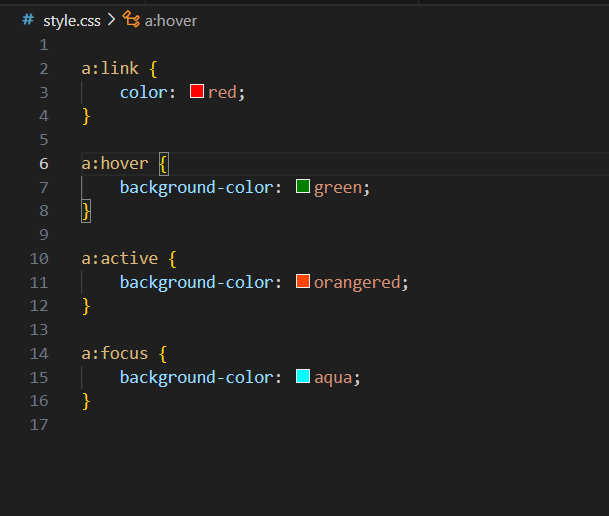 # style.css > a:hover
1
2 a:link {
3 color: red;
4 }
5
6 a:hover {
7 background-color: green;
8 }
9
10 a:active {
11 background-color: orangered;
12 }
13
14 a:focus {
15 background-color: aqua;
16 }
17